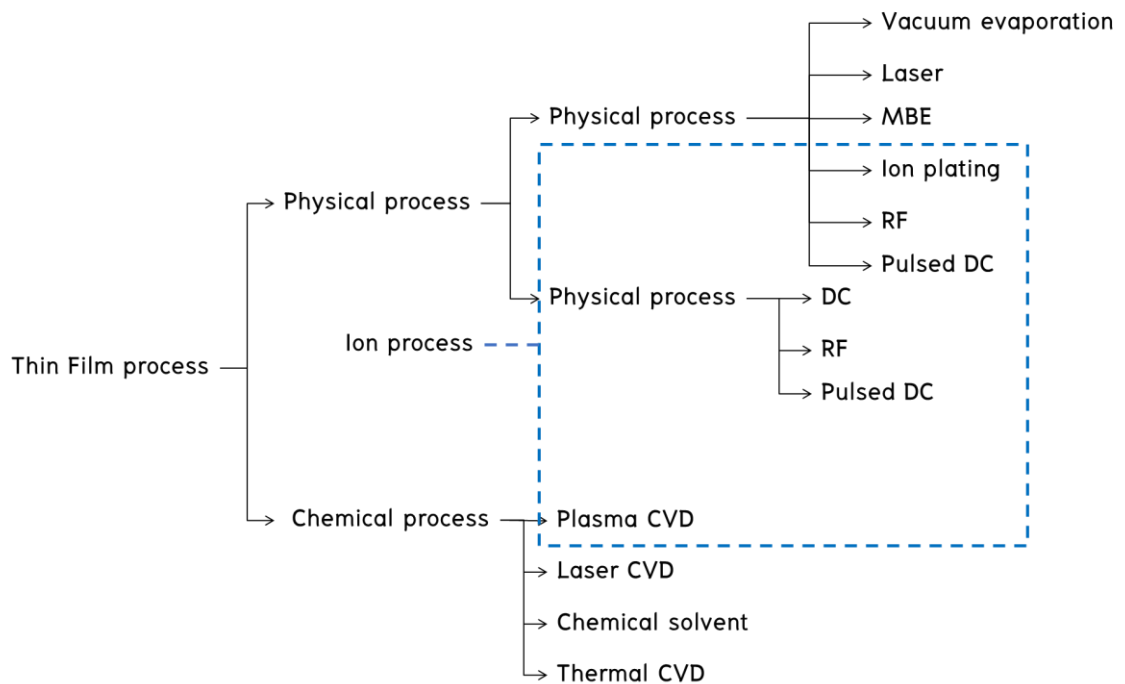 Vacuum evaporation
Laser
MBE
Physical process
Ion plating
Physical process
RF
Pulsed DC
Physical process
DC
Ion process
RF
Thin Film process
Pulsed DC
Chemical process
Plasma CVD
Laser CVD
Chemical solvent
Thermal CVD